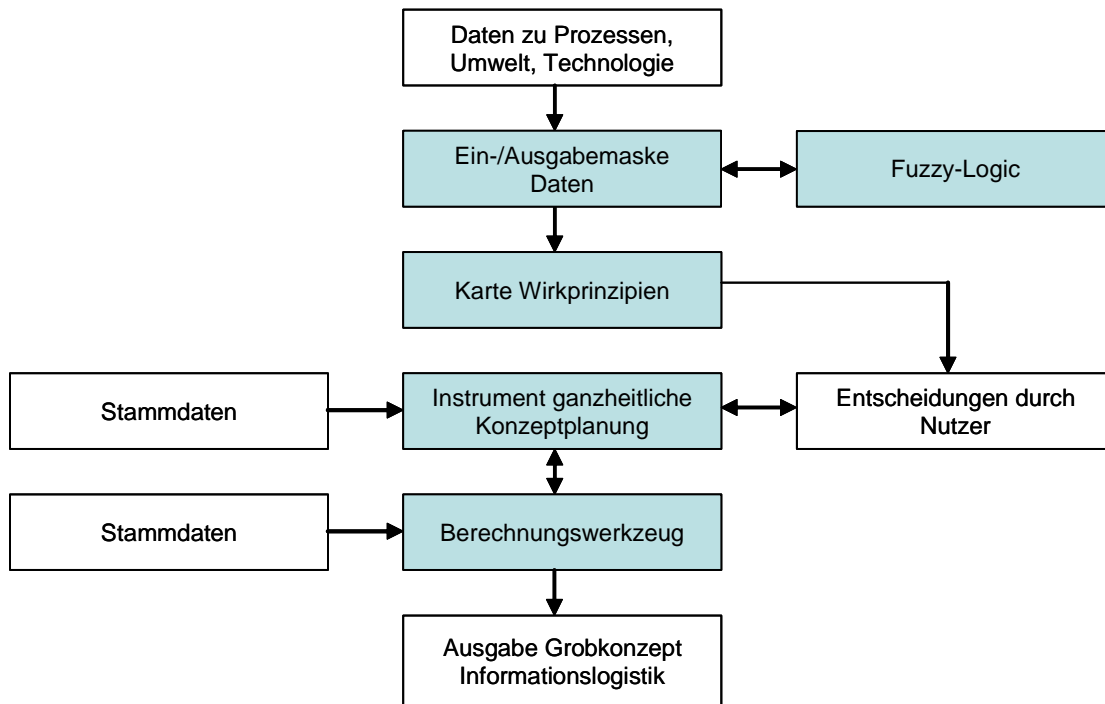 Daten zu Prozessen,
Umwelt, Technologie
Ein-/Ausgabemaske
Daten
Fuzzy-Logic
Karte Wirkprinzipien
Stammdaten
Instrument ganzheitliche
Konzeptplanung
Entscheidungen durch
Nutzer
Stammdaten
Berechnungswerkzeug
Ausgabe Grobkonzept
Informationslogistik